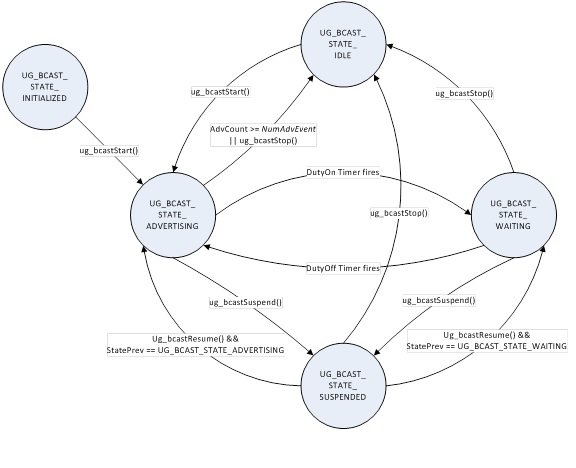 UG_BCAST_
STATE_
IDLE
UG_BCAST_
STATE_
INITIALIZED
ug_bcastStart()
ug_bcastStop()
AdvCount >= NumAdvEvent
|| ug_bcastStop()
ug_bcastStart()
DutyOn Timer fires
UG_BCAST_
STATE_
ADVERTISING
ug_bcastStop()
UG_BCAST_
STATE_
WAITING
DutyOff Timer fires
ug_bcastSuspend()
ug_bcastSuspend()
Ug_bcastResume() &&
StatePrev == UG_BCAST_STATE_ADVERTISING
Ug_bcastResume() &&
StatePrev == UG_BCAST_STATE_WAITING
UG_BCAST_
STATE_
SUSPENDED